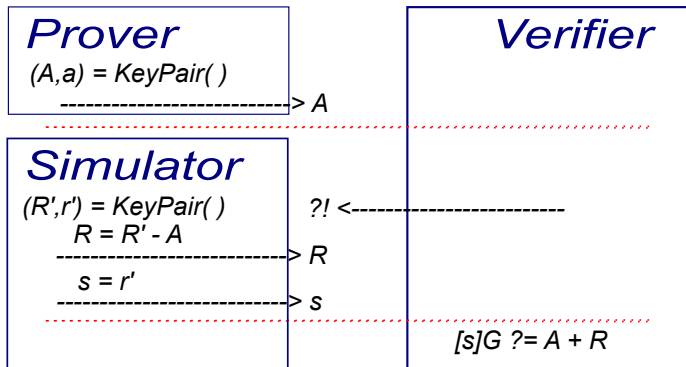 Prover
Verifier
(A,a) = KeyPair( )
---------------------------> A
Simulator
(R',r') = KeyPair( )
?! <-------------------------
R = R' - A
---------------------------> R
s = r'
---------------------------> s
[s]G ?= A + R